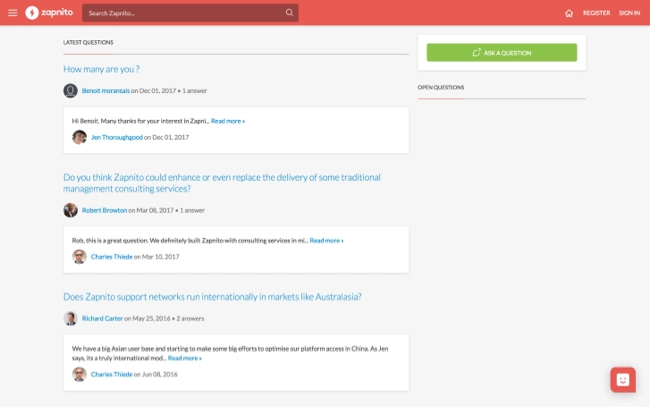 zapnito
Search Zapnito...
REGISTER
SIGN IN
LATEST QUESTIONS
How many are you ?
Benoit moransais on Dec 01, 2017 • 1 answer
Hi Benoit. Many thanks for your interest in Zapni... Read more »
Jen Thoroughgood on Dec 01, 2017
Do you think Zapnito could enhance or even replace the delivery of some traditional
management consulting services?
Robert Browton on Mar 08, 2017 • 1 answer
Rob, this is a great question. We definitely built Zapnito with consulting services in mi... Read more »
Charles Thiede on Mar 10, 2017
Does Zapnito support networks run internationally in markets like Australasia?
Richard Carter on May 25, 2016 • 2 answers
We have a big Asian user base and starting to make some big efforts to optimise our platform access in China. As Jen
says, its a truly international mod... Read more »
Charles Thiede on Jun 08, 2016
ASK A QUESTION
OPEN QUESTIONS